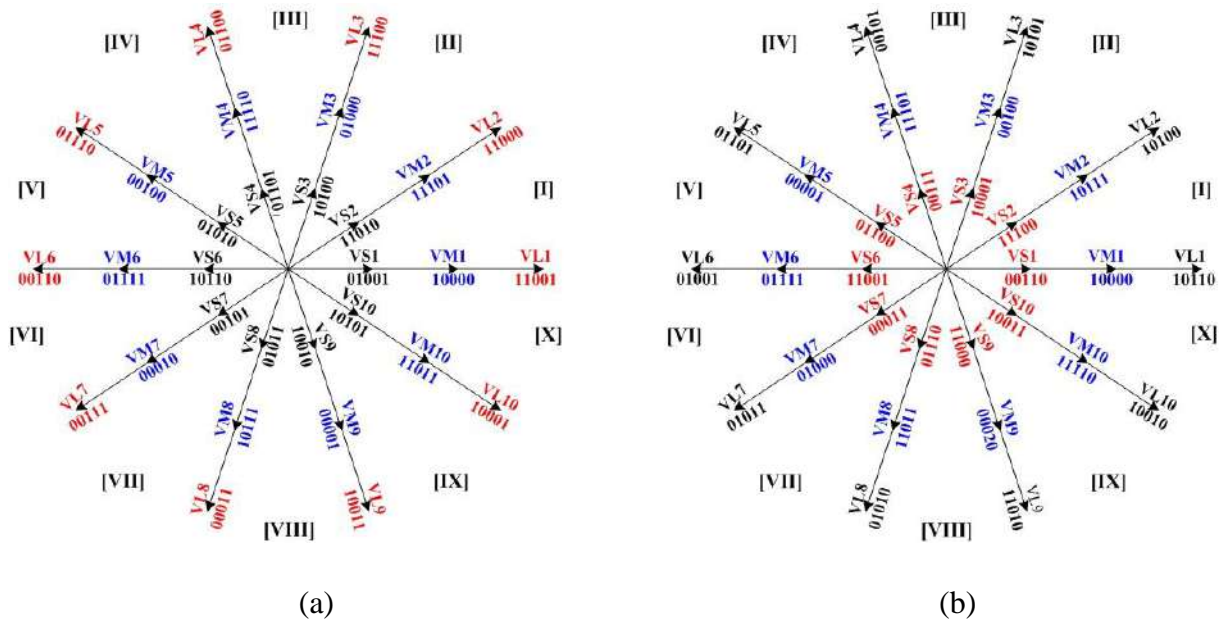 [III]
[IV]
[II]
VL4
01100
VL3
11100
VM4
11110
VM3
01000
VL5
01110
VL2
11000
VM5
00100
VM2
11101
[V]
[I]
VS4
01101
VS3
10100
VS5
01010
VS2
11010
VL6
00110
VM6
01111
VS6
10110
VS1
01001
VM1
10000
VL1
11001
VS7
00101
VS10
10101
VS8
01011
VS9
10010
[VI]
[X]
VM7
00010
VM10
11011
VL7
00111
VL10
10001
VM8
10111
VM9
00001
[VII]
[IX]
VL8
00011
VL9
10011
[VIII]
(a)
[III]
[IV]
[II]
VL4
00101
VL3
10101
VM4
11101
VM3
00100
VL5
01101
VL2
10100
VM5
00001
VM2
10111
[V]
[I]
VS4
00111
VS3
10001
VS5
01100
VS2
11100
VL6
01001
VM6
01111
VS6
11001
VS1
00110
VM1
10000
VL1
10110
VS7
00011
VS10
10011
VS8
01110
VS9
11000
[VI]
[X]
VM7
01000
VM10
11110
VL7
01011
VL10
10010
VM8
11011
VM9
00020
[VII]
[IX]
VL8
01010
VL9
11010
[VIII]
(b)